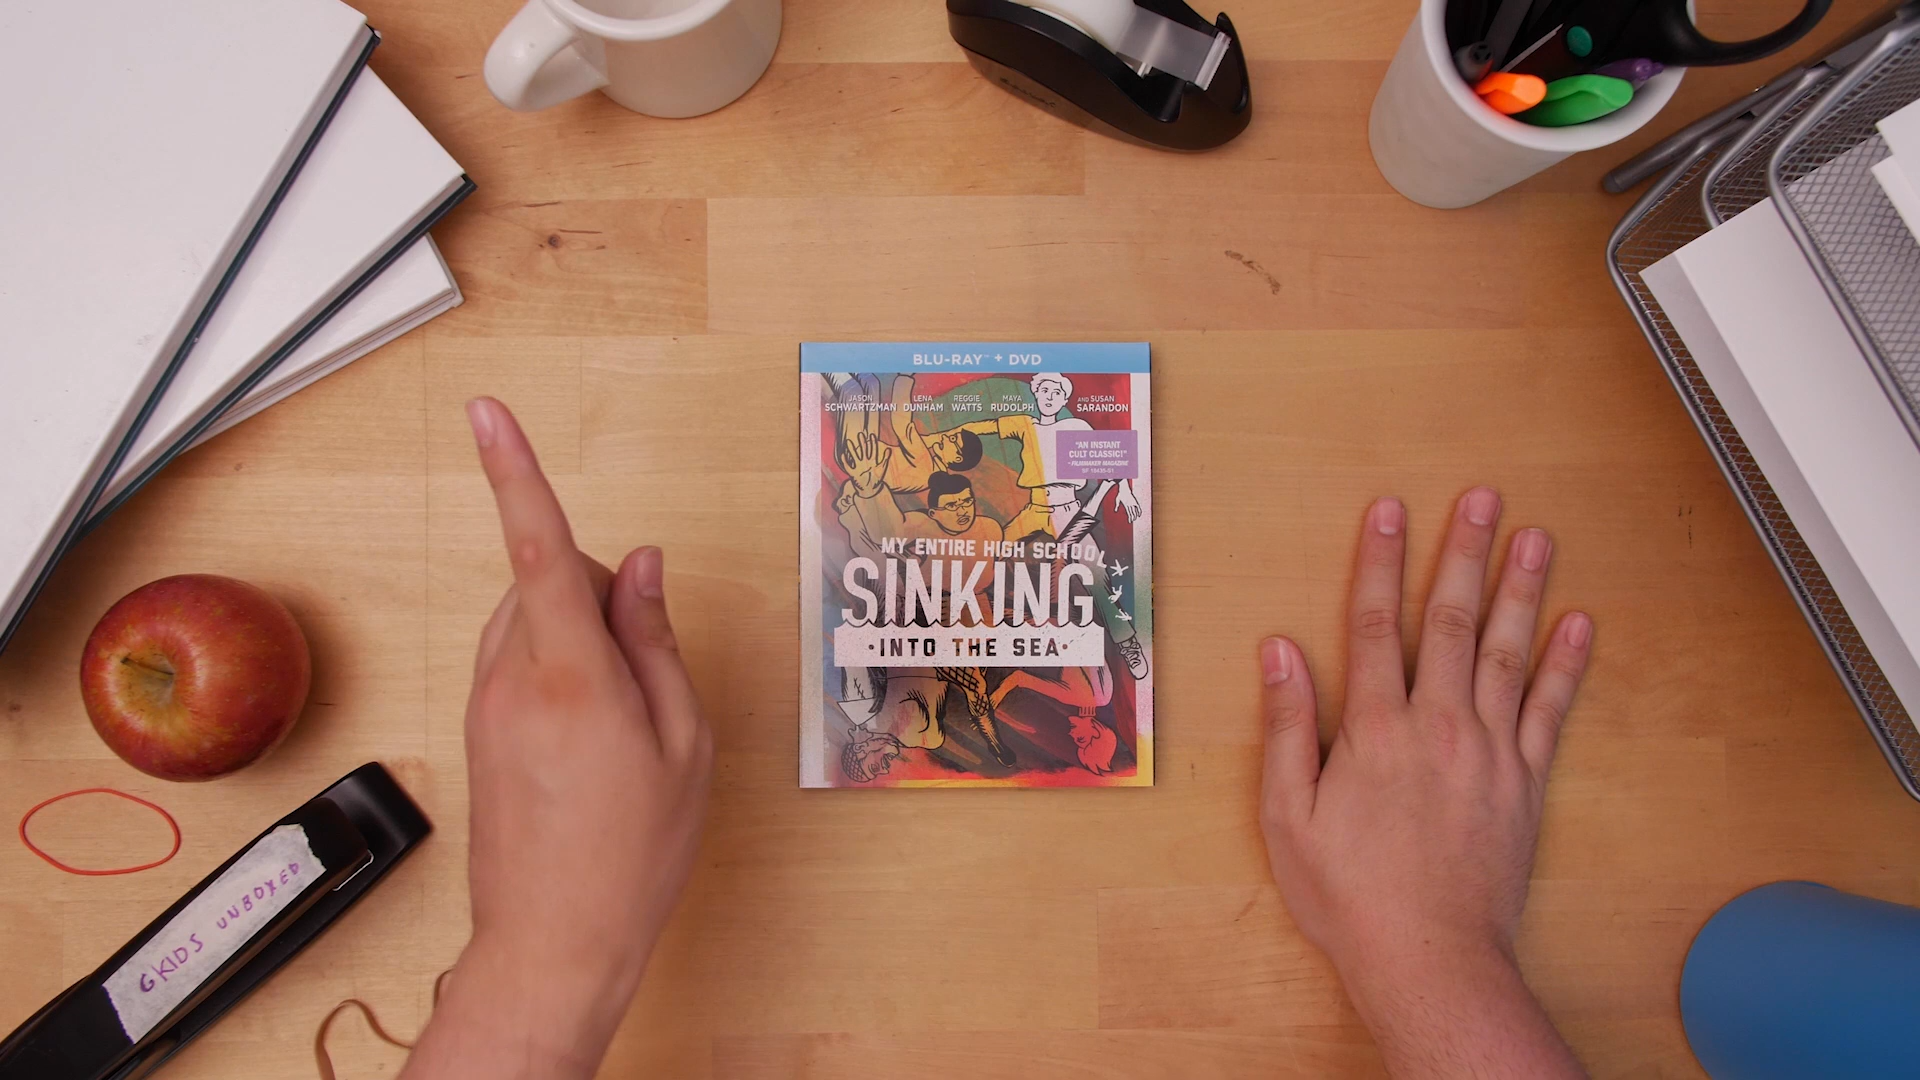 BLU-RAY™ + DVD
JASON SCHWARTZMAN
LENA DUNHAM
REGGIE WATTS
MAYA RUDOLPH
AND SUSAN SARANDON
"AN INSTANT
CULT CLASSIC!"
- FILMMAKER MAGAZINE
MY ENTIRE HIGH SCHOOL
SINKING
·INTO THE SEA·
GKIDS UNBOXED